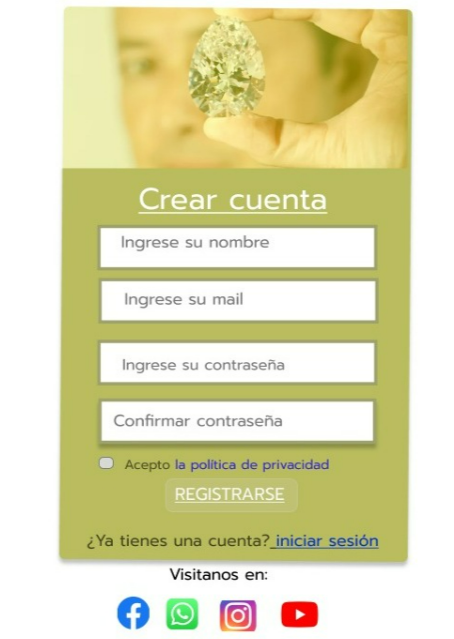 Crear cuenta
Ingrese su nombre
Ingrese su mail
Ingrese su contraseña
Confirmar contraseña
Acepto la política de privacidad
REGISTRARSE
¿Ya tienes una cuenta? iniciar sesión
Visitanos en: